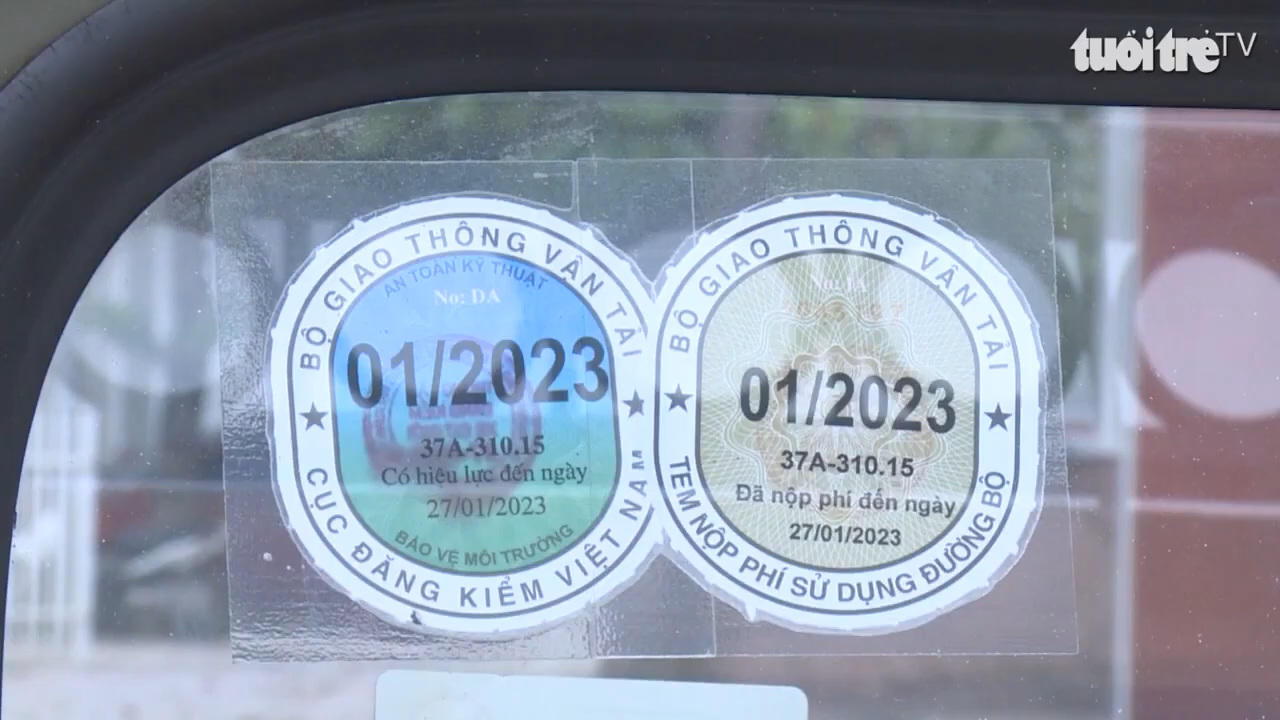 tuổi trẻ TV
BỘ GIAO THÔNG VẬN TẢI
AN TOÀN KỸ THUẬT
No: DA
01/2023
37A-310.15
Có hiệu lực đến ngày
27/01/2023
BẢO VỆ MÔI TRƯỜNG
CỤC ĐĂNG KIỂM VIỆT NAM
BỘ GIAO THÔNG VẬN TẢI
01/2023
37A-310.15
Đã nộp phí đến ngày
27/01/2023
TEM NỘP PHÍ SỬ DỤNG ĐƯỜNG BỘ